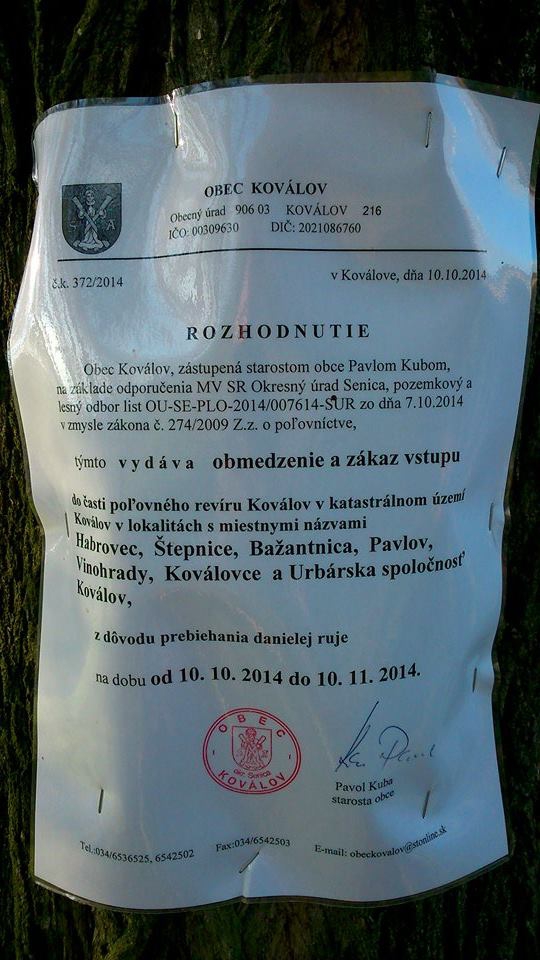 OBEC KOVÁLOV
Obecný úrad 906 03 KOVÁLOV 216
IČO: 00309630 DIČ: 2021086760
č.k. 372/2014 v Koválove, dňa 10.10.2014
ROZHODNUTIE
Obec Koválov, zástupená starostom obce Pavlom Kubom,
na základe odporučenia MV SR Okresný úrad Senica, pozemkový a
lesný odbor list OU-SE-PLO-2014/007614-SUR zo dňa 7.10.2014
v zmysle zákona č. 274/2009 Z.z. o poľovníctve,
týmto vydáva obmedzenie a zákaz vstupu
do časti poľovného revíru Koválov v katastrálnom území
Koválov v lokalitách s miestnymi názvami
Habrovec, Štepnice, Bažantnica, Pavlov,
Vinohrady, Koválovce a Urbárska spoločnosť
Koválov,
z dôvodu prebiehania danielej ruje
na dobu od 10. 10. 2014 do 10. 11. 2014.
OBEC
okr. Senica
KOVÁLOV
Pavol Kuba
starosta obce
Tel.:034/6536525, 6542502 Fax:034/6542503 E-mail: obeckovalov@stonline.sk